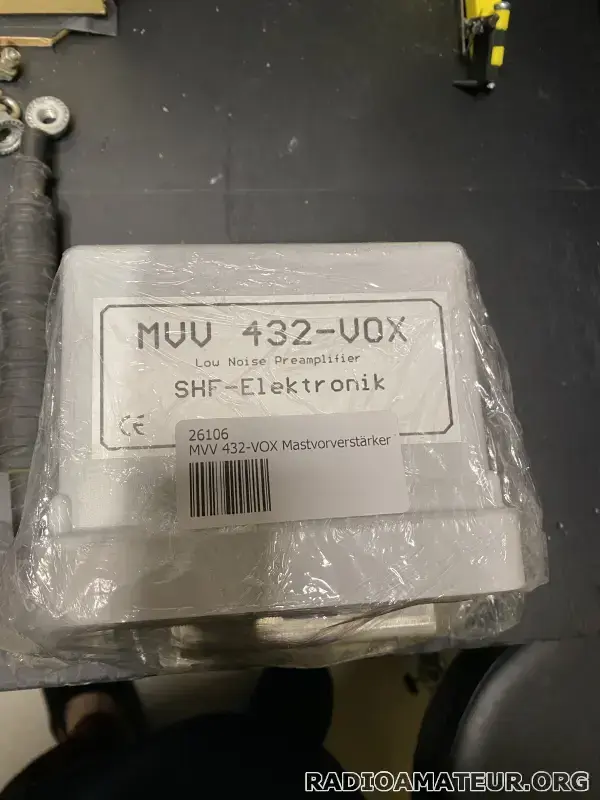 MVV 432-VOX
Low Noise Preamplifier
SHF-Elektronik
CE
26106
MVV 432-VOX Mastvorverstärker
RADIOAMATEUR.ORG